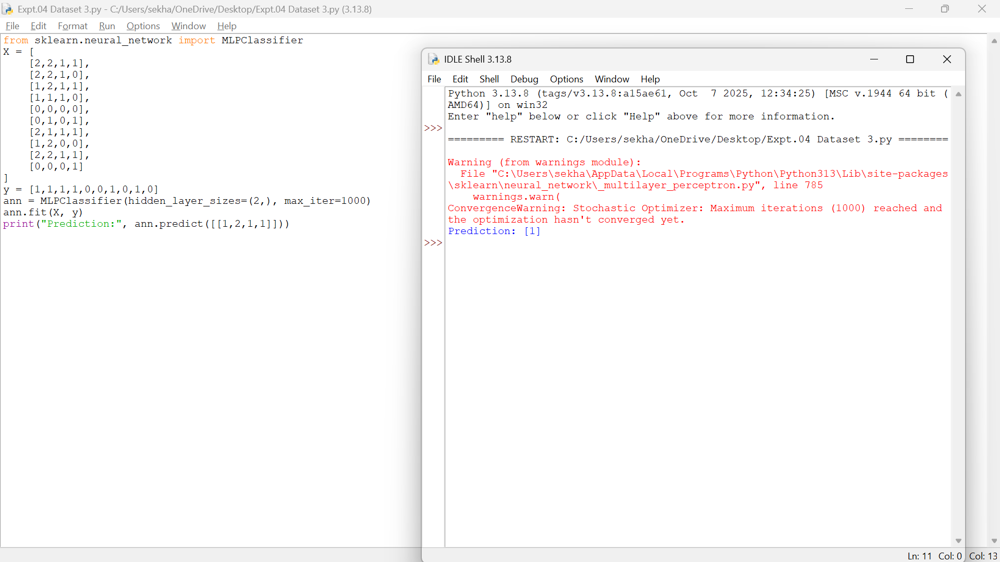 Expt.04 Dataset 3.py - C:/Users/sekha/OneDrive/Desktop/Expt.04 Dataset 3.py (3.13.8)
File Edit Format Run Options Window Help
from sklearn.neural_network import MLPClassifier
X = [
    [2,2,1,1],
    [2,2,1,0],
    [1,2,1,1],
    [1,1,1,0],
    [0,0,0,0],
    [0,1,0,1],
    [2,1,1,1],
    [1,2,0,0],
    [2,2,1,1],
    [0,0,0,1]
]
y = [1,1,1,1,0,0,1,0,1,0]
ann = MLPClassifier(hidden_layer_sizes=(2,), max_iter=1000)
ann.fit(X, y)
print("Prediction:", ann.predict([[1,2,1,1]]))
IDLE Shell 3.13.8
File Edit Shell Debug Options Window Help
Python 3.13.8 (tags/v3.13.8:a15ae61, Oct  7 2025, 12:34:25) [MSC v.1944 64 bit (
AMD64)] on win32
Enter "help" below or click "Help" above for more information.
>>>
========= RESTART: C:/Users/sekha/OneDrive/Desktop/Expt.04 Dataset 3.py ========
Warning (from warnings module):
  File "C:\Users\sekha\AppData\Local\Programs\Python\Python313\Lib\site-packages
\sklearn\neural_network\_multilayer_perceptron.py", line 785
    warnings.warn(
ConvergenceWarning: Stochastic Optimizer: Maximum iterations (1000) reached and
the optimization hasn't converged yet.
Prediction: [1]
>>>
Ln: 11 Col: 0 Col: 13